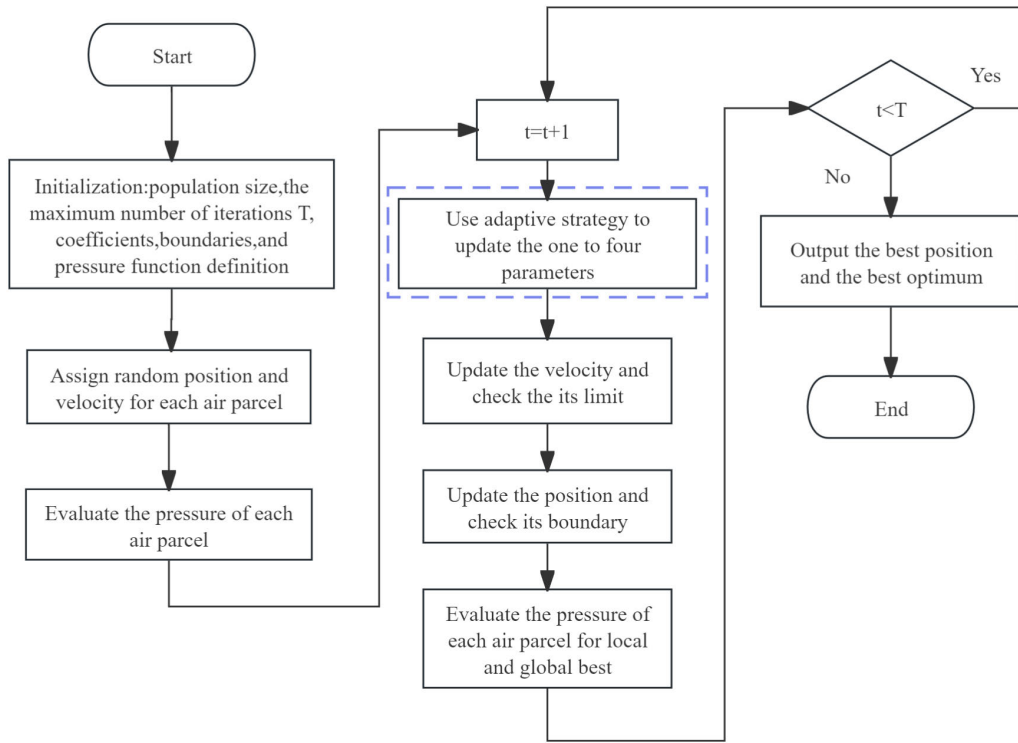 Start
Initialization:population size,the
maximum number of iterations T,
coefficients,boundaries,and
pressure function definition
Assign random position and
velocity for each air parcel
Evaluate the pressure of each
air parcel
t=t+1
Use adaptive strategy to
update the one to four
parameters
Update the velocity and
check the its limit
Update the position and
check its boundary
Evaluate the pressure of
each air parcel for local
and global best
t<T
Yes
No
Output the best position
and the best optimum
End